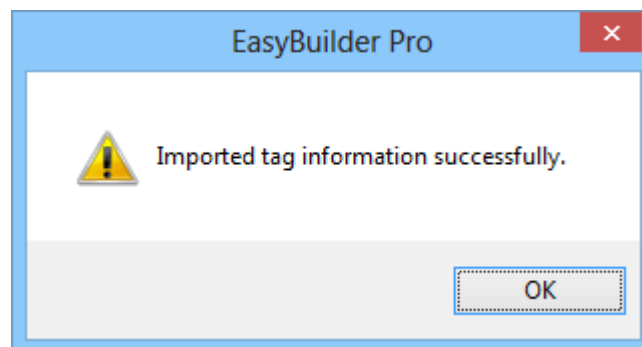 EasyBuilder Pro
Imported tag information successfully.
OK